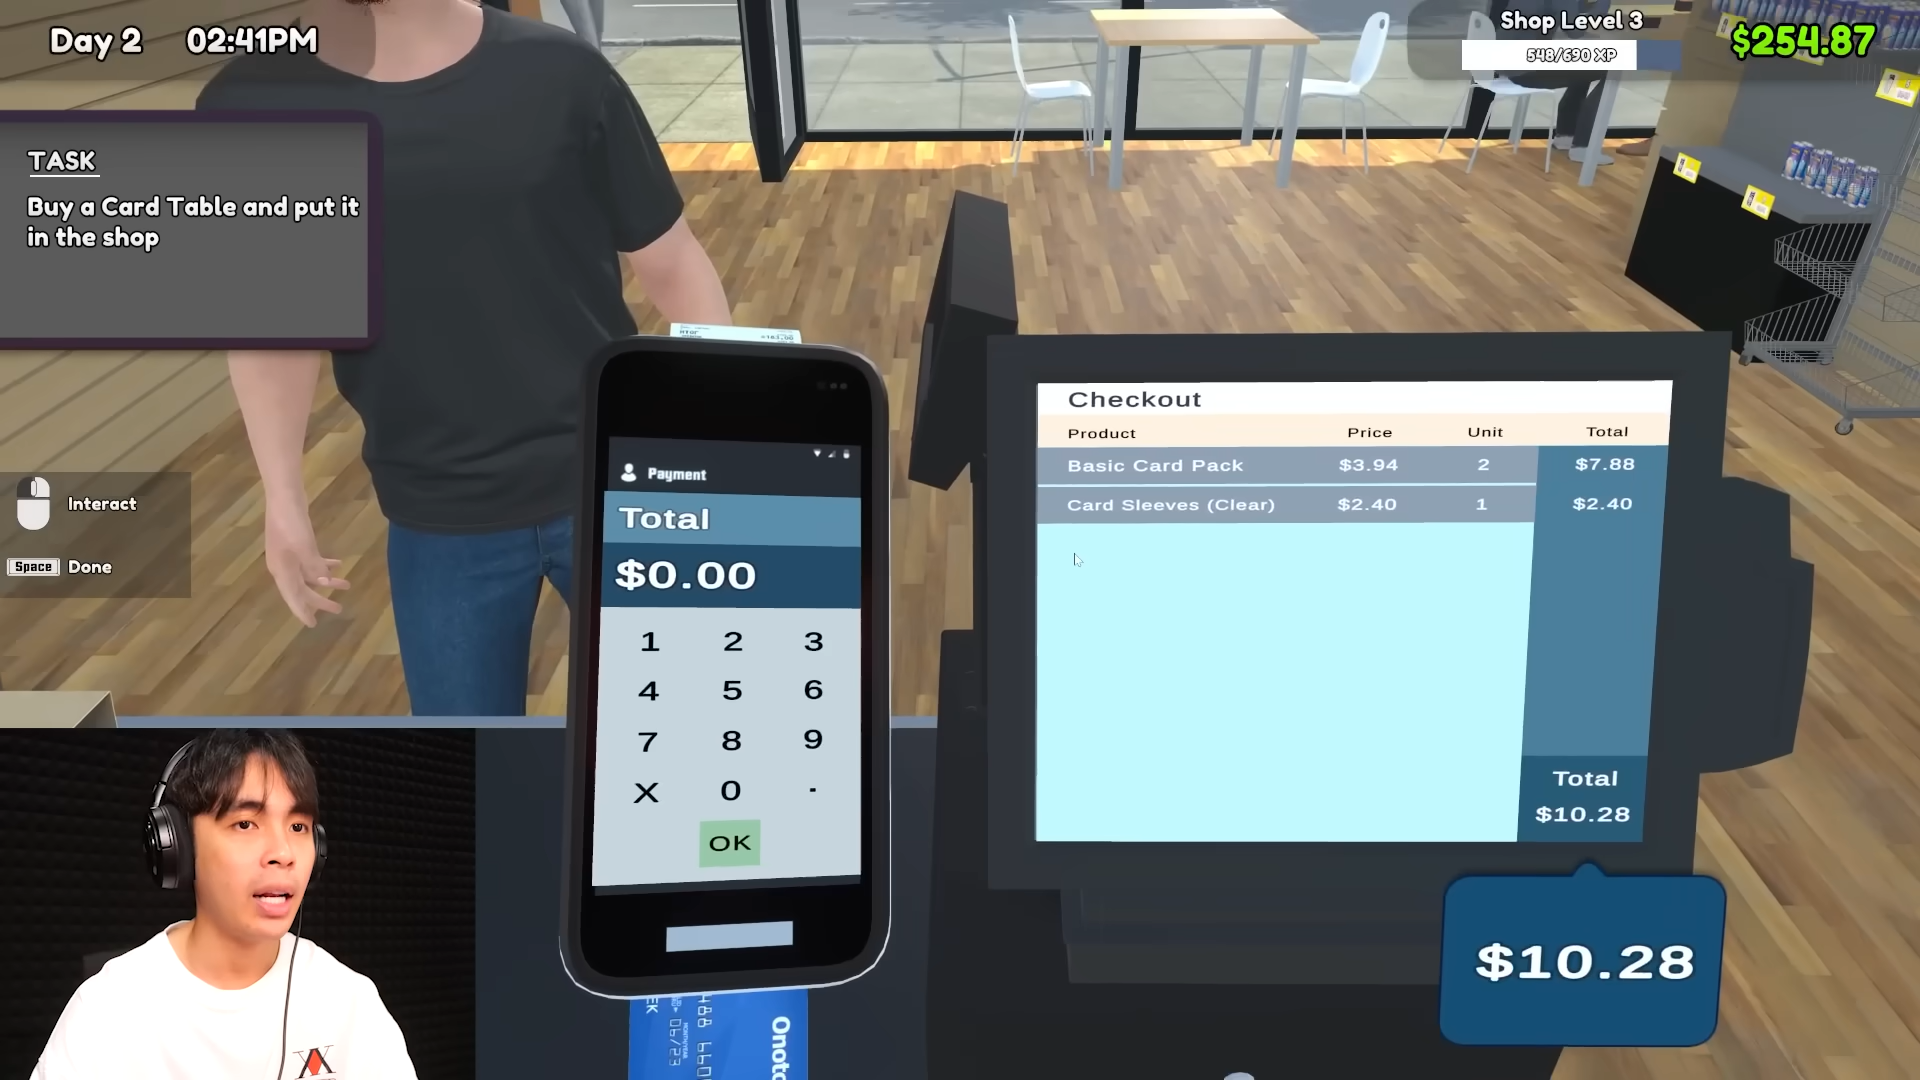 Day 2 02:41PM
Shop Level 3
548/690 XP
$254.87
TASK
Buy a Card Table and put it
in the shop
Interact
Space Done
Payment
Total
$0.00
1 2 3
4 5 6
7 8 9
X 0 .
OK
Checkout
Product Price Unit Total
Basic Card Pack $3.94 2 $7.88
Card Sleeves (Clear) $2.40 1 $2.40
Total
$10.28
$10.28